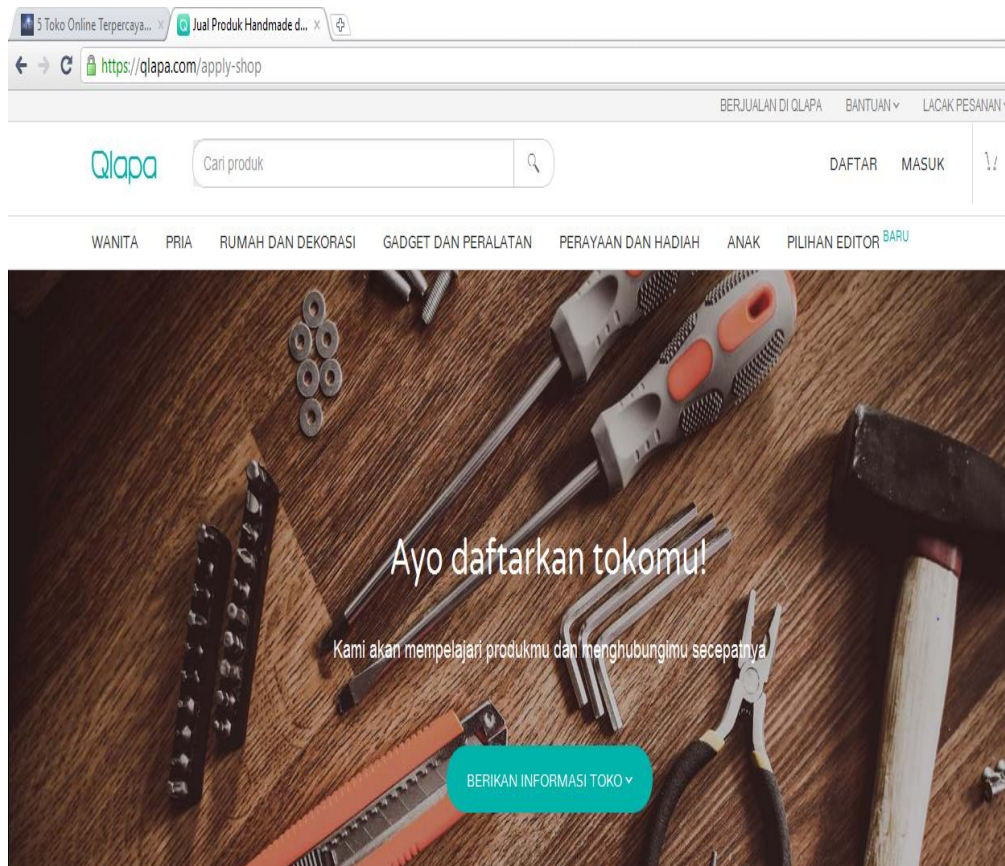 5 Toko Online Terpercaya...
Jual Produk Handmade d...
https://qlapa.com/apply-shop
BERJUALAN DI QLAPA BANTUAN LACAK PESANAN
Qlapa Cari produk DAFTAR MASUK
WANITA PRIA RUMAH DAN DEKORASI GADGET DAN PERALATAN PERAYAAN DAN HADIAH ANAK PILIHAN EDITOR BARU
Ayo daftarkan tokomu!
Kami akan mempelajari produkmu dan menghubungimu secepatnya
BERIKAN INFORMASI TOKO